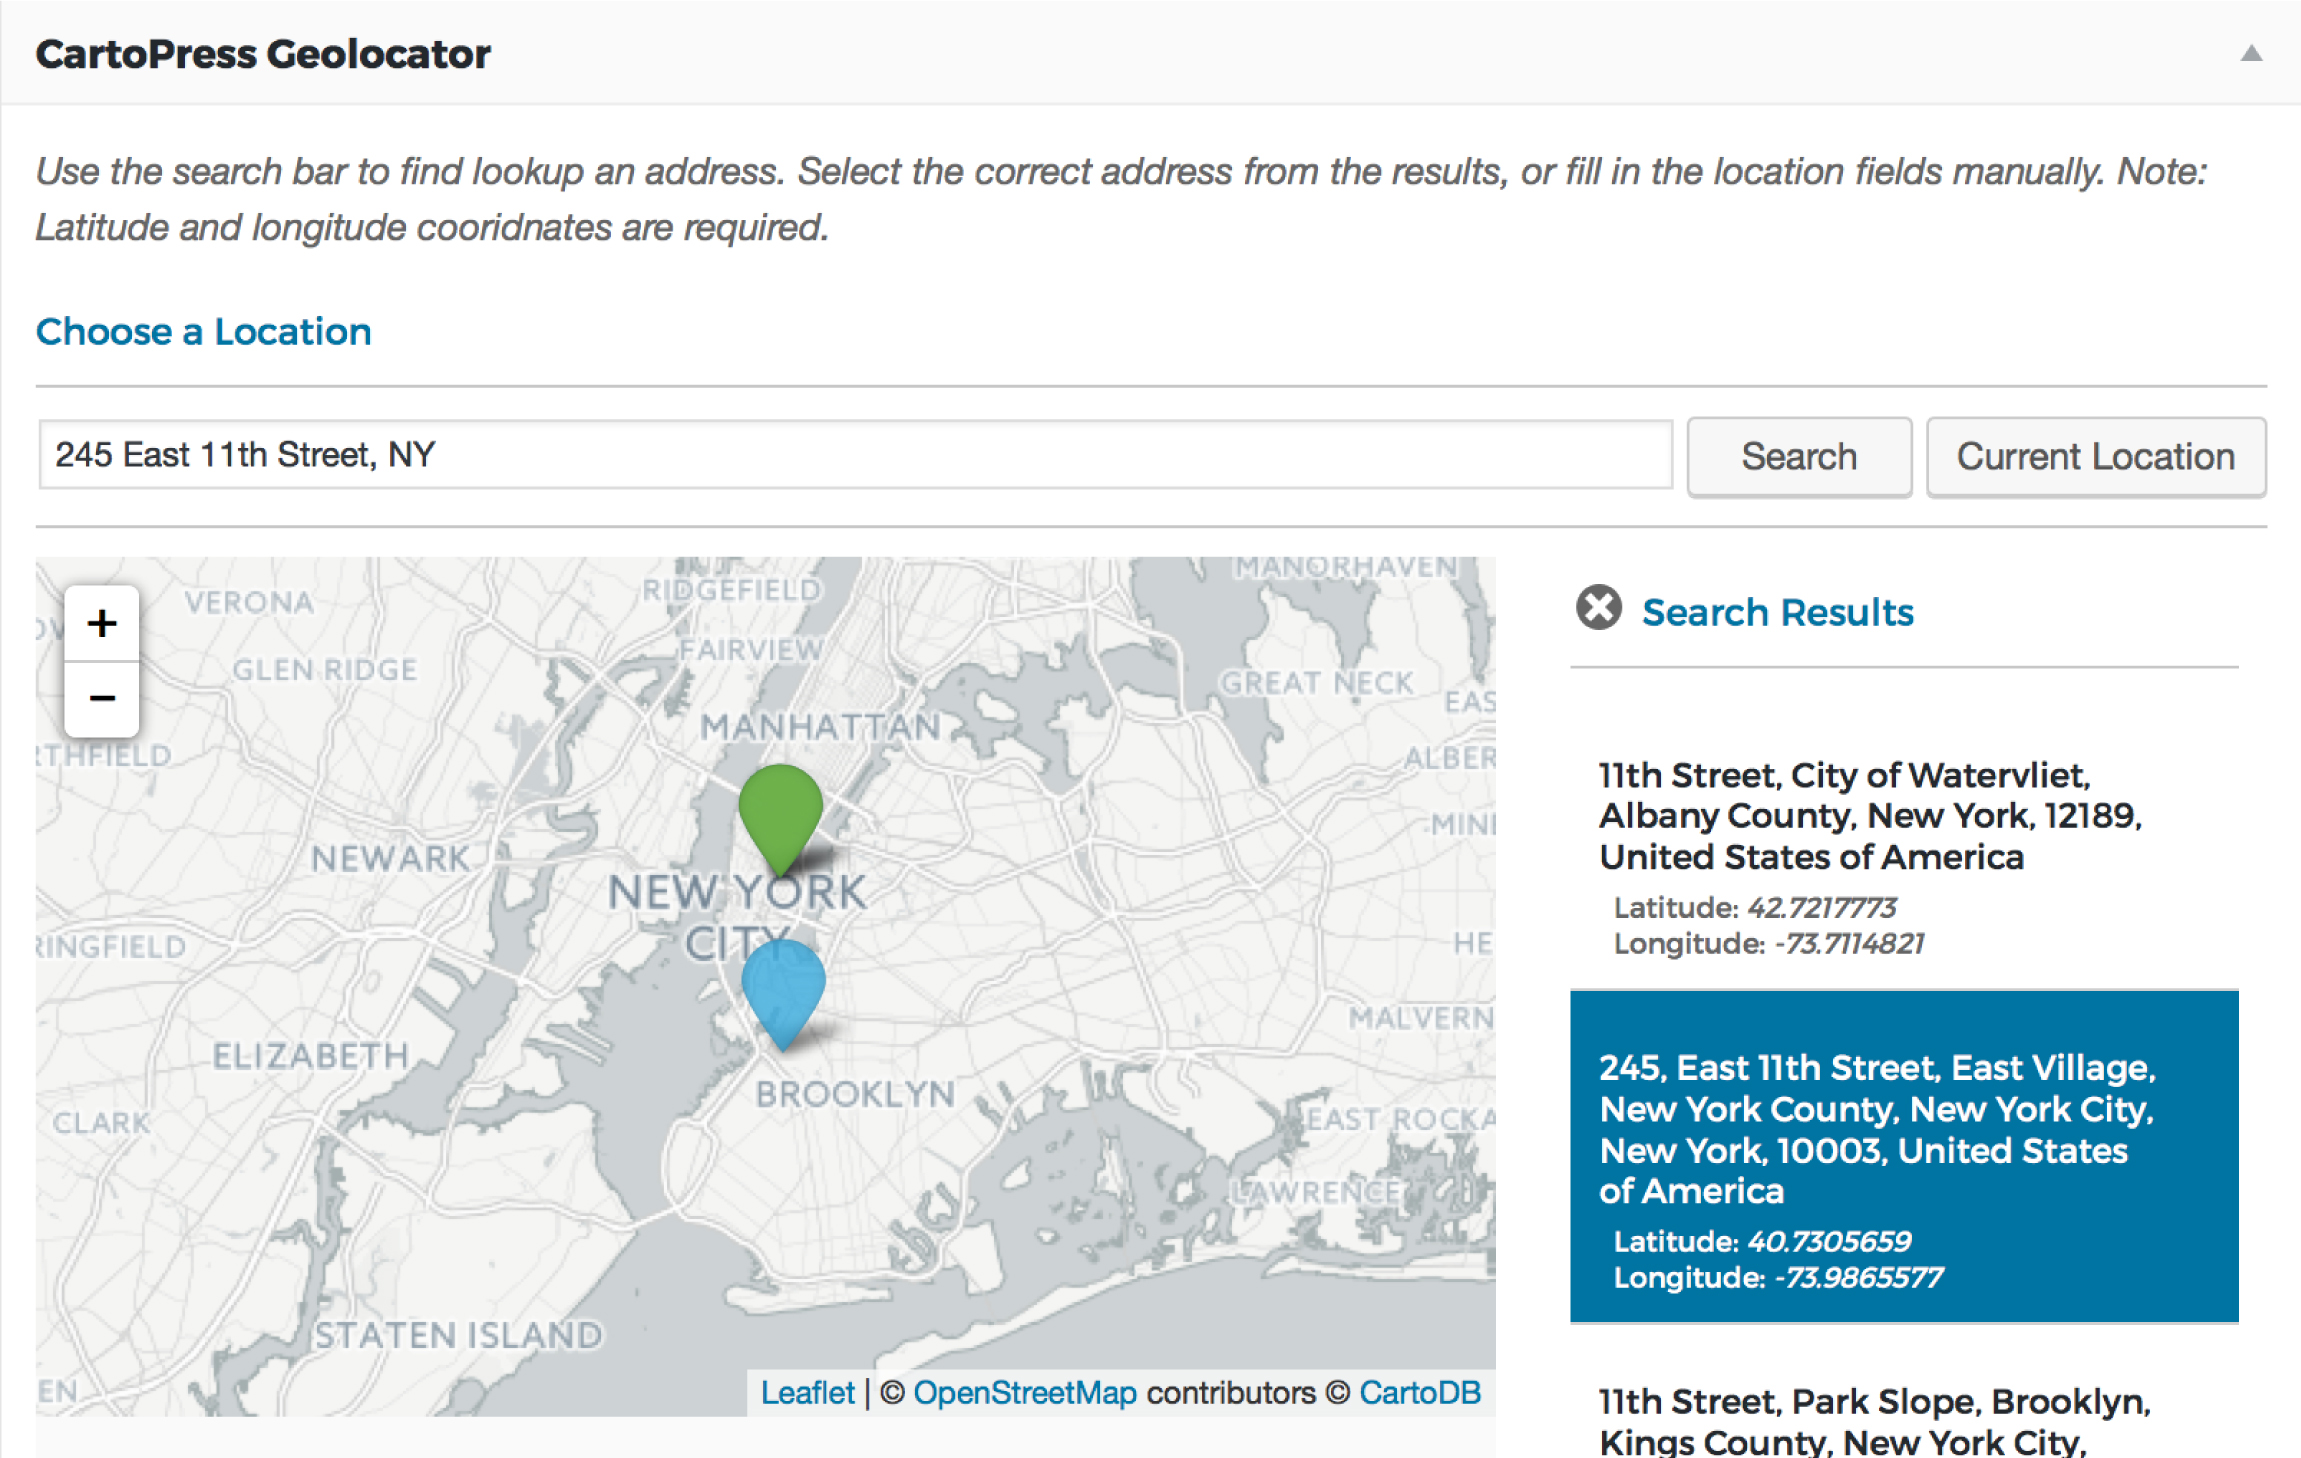 CartoPress Geolocator
Use the search bar to find lookup an address. Select the correct address from the results, or fill in the location fields manually. Note:
Latitude and longitude cooridnates are required.
Choose a Location
245 East 11th Street, NY
Search
Current Location
+
−
VERONA
RIDGEFIELD
MANORHAVEN
GLEN RIDGE
FAIRVIEW
GREAT NECK
EAS
MANHATTAN
RTHFIELD
ALBER
MINE
NEWARK
NEW YORK
CITY
RINGFIELD
HE
MALVERN
ELIZABETH
BROOKLYN
CLARK
EAST ROCKA
LAWRENCE
STATEN ISLAND
EN
Leaflet | © OpenStreetMap contributors © CartoDB
Search Results
11th Street, City of Watervliet,
Albany County, New York, 12189,
United States of America
Latitude: 42.7217773
Longitude: -73.7114821
245, East 11th Street, East Village,
New York County, New York City,
New York, 10003, United States
of America
Latitude: 40.7305659
Longitude: -73.9865577
11th Street, Park Slope, Brooklyn,
Kings County, New York City,